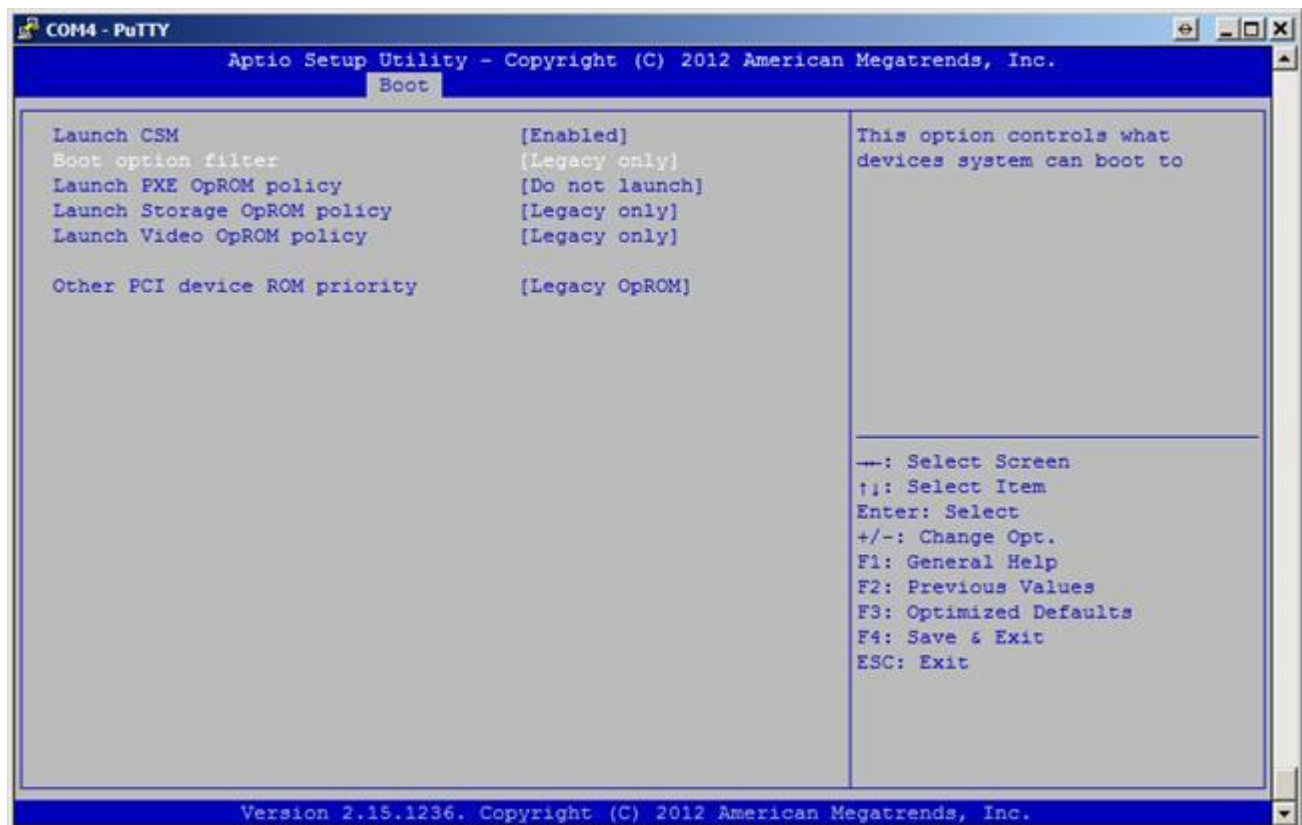 COM4 - PuTTY
Aptio Setup Utility - Copyright (C) 2012 American Megatrends, Inc.
Boot
Launch CSM [Enabled]
Boot option filter [Legacy only]
Launch PXE OpROM policy [Do not launch]
Launch Storage OpROM policy [Legacy only]
Launch Video OpROM policy [Legacy only]
Other PCI device ROM priority [Legacy OpROM]
This option controls what
devices system can boot to
→←: Select Screen
↑↓: Select Item
Enter: Select
+/-: Change Opt.
F1: General Help
F2: Previous Values
F3: Optimized Defaults
F4: Save & Exit
ESC: Exit
Version 2.15.1236. Copyright (C) 2012 American Megatrends, Inc.